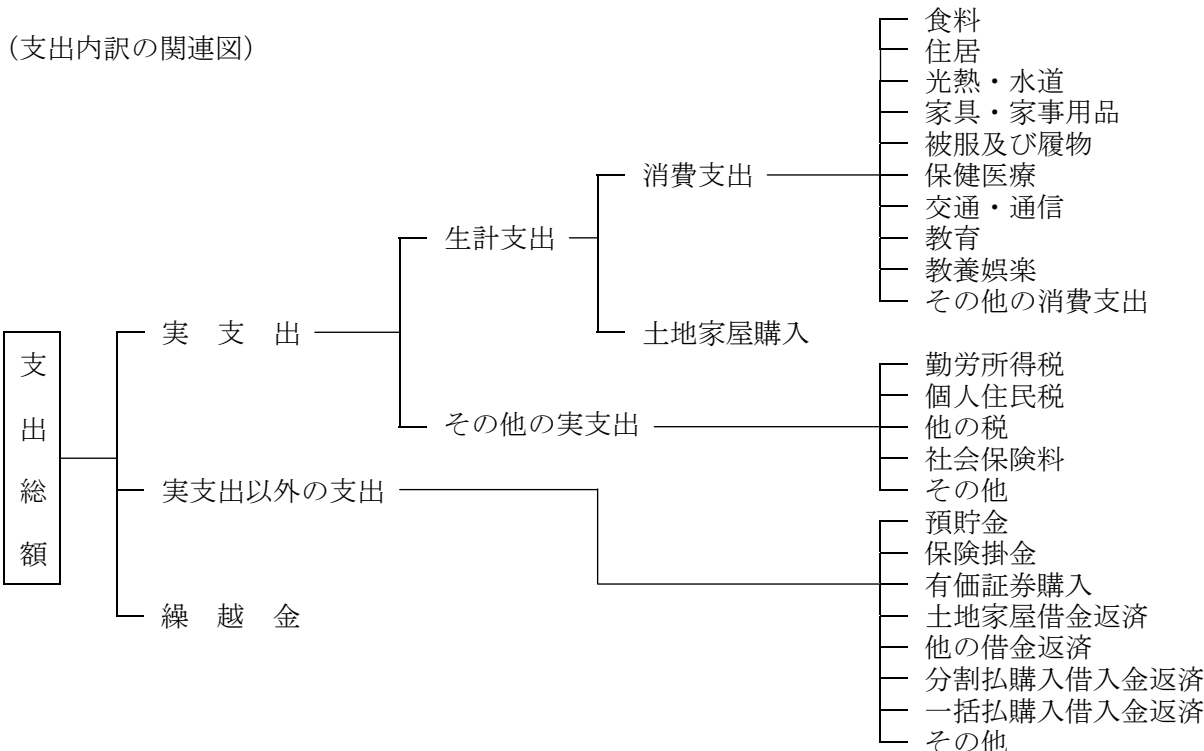 (支出内訳の関連図)
支出総額
実支出
生計支出
消費支出
食料
住居
光熱・水道
家具・家事用品
被服及び履物
保健医療
交通・通信
教育
教養娯楽
その他の消費支出
土地家屋購入
その他の実支出
勤労所得税
個人住民税
他の税
社会保険料
その他
実支出以外の支出
預貯金
保険掛金
有価証券購入
土地家屋借金返済
他の借金返済
分割払購入借入金返済
一括払購入借入金返済
その他
繰越金